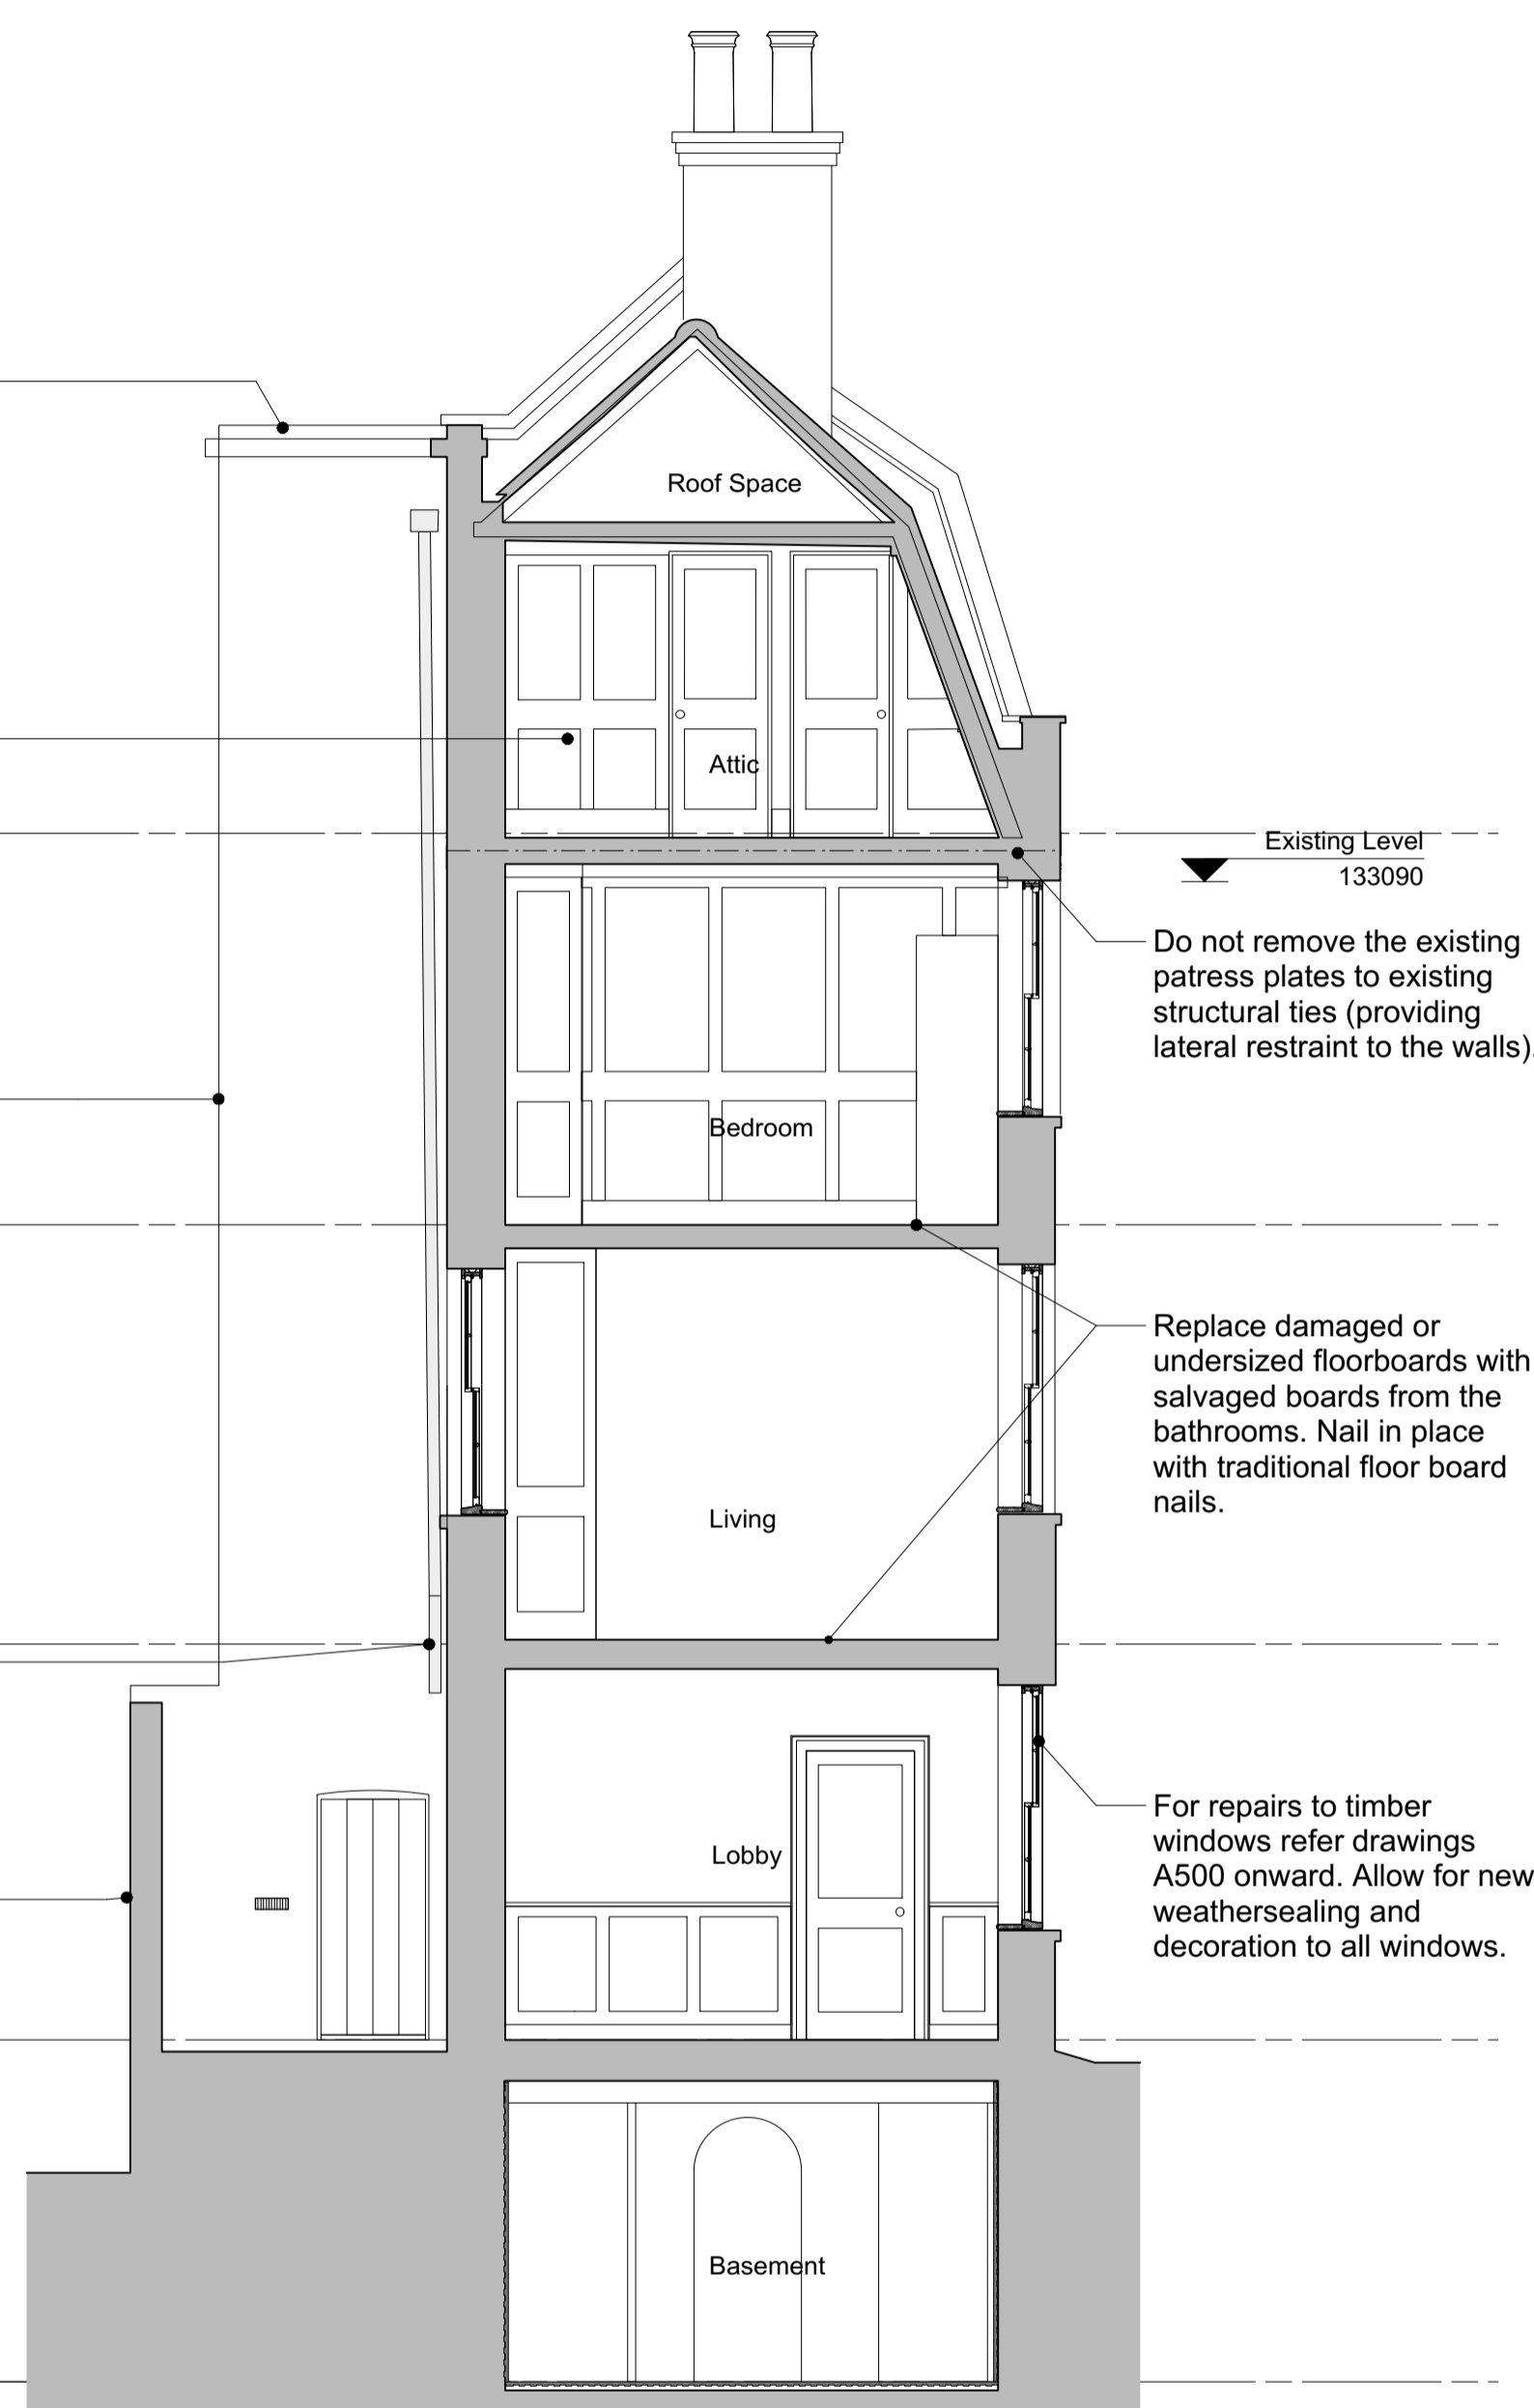 Roof Space
Attic
Existing Level
133090
Do not remove the existing
patress plates to existing
structural ties (providing
lateral restraint to the walls).
Bedroom
Replace damaged or
undersized floorboards with
salvaged boards from the
bathrooms. Nail in place
with traditional floor board
nails.
Living
For repairs to timber
windows refer drawings
A500 onward. Allow for new
weathersealing and
decoration to all windows.
Lobby
Basement